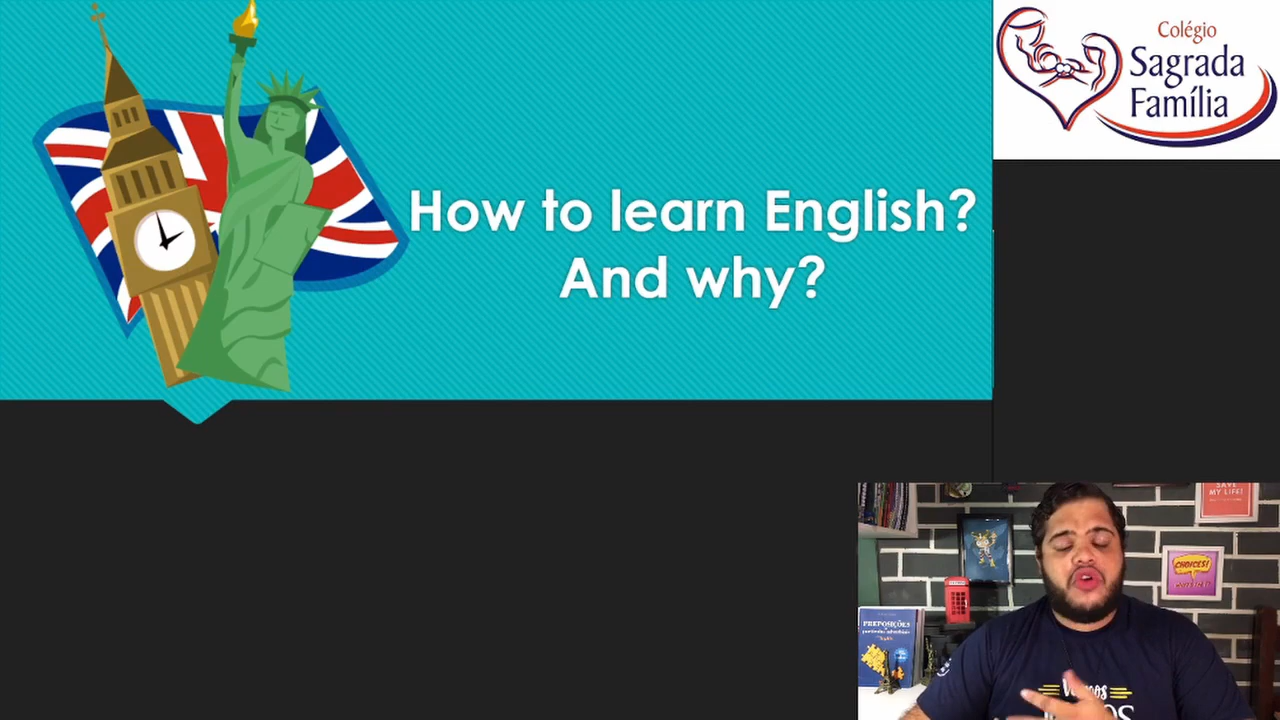 How to learn English?
And why?
Colégio
Sagrada
Família
SAVE
MY LIFE!
CHOICES!
PREPOSIÇÕES